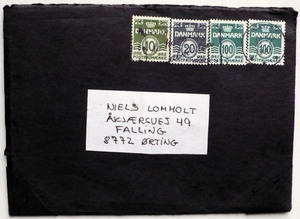 DANMARK DANMARK DANMARK DANMARK
10 20 100 100
NIELS LOMHOLT
ÅKJÆRSVEJ 49
FALLING
8772 ØRTING